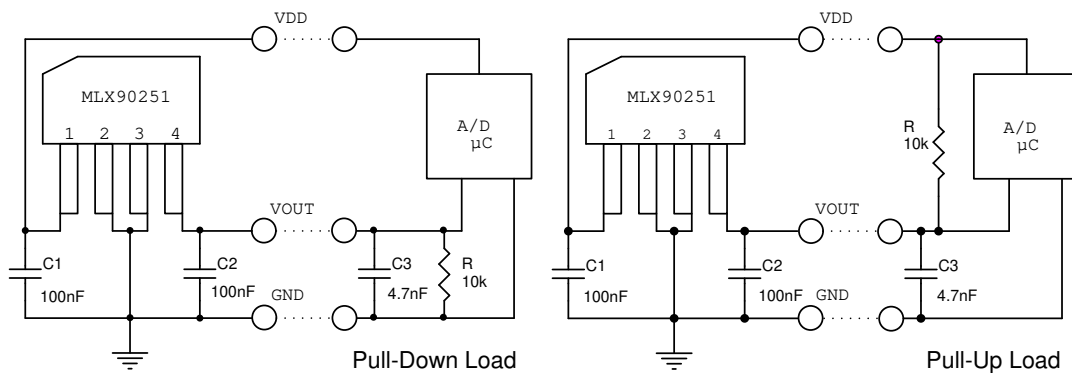 VDD
MLX90251
1 2 3 4
A/D
µC
VOUT
C1
100nF
C2
100nF
C3
4.7nF
R
10k
GND
Pull-Down Load
VDD
MLX90251
1 2 3 4
R
10k
A/D
µC
VOUT
C1
100nF
C2
100nF
C3
4.7nF
GND
Pull-Up Load